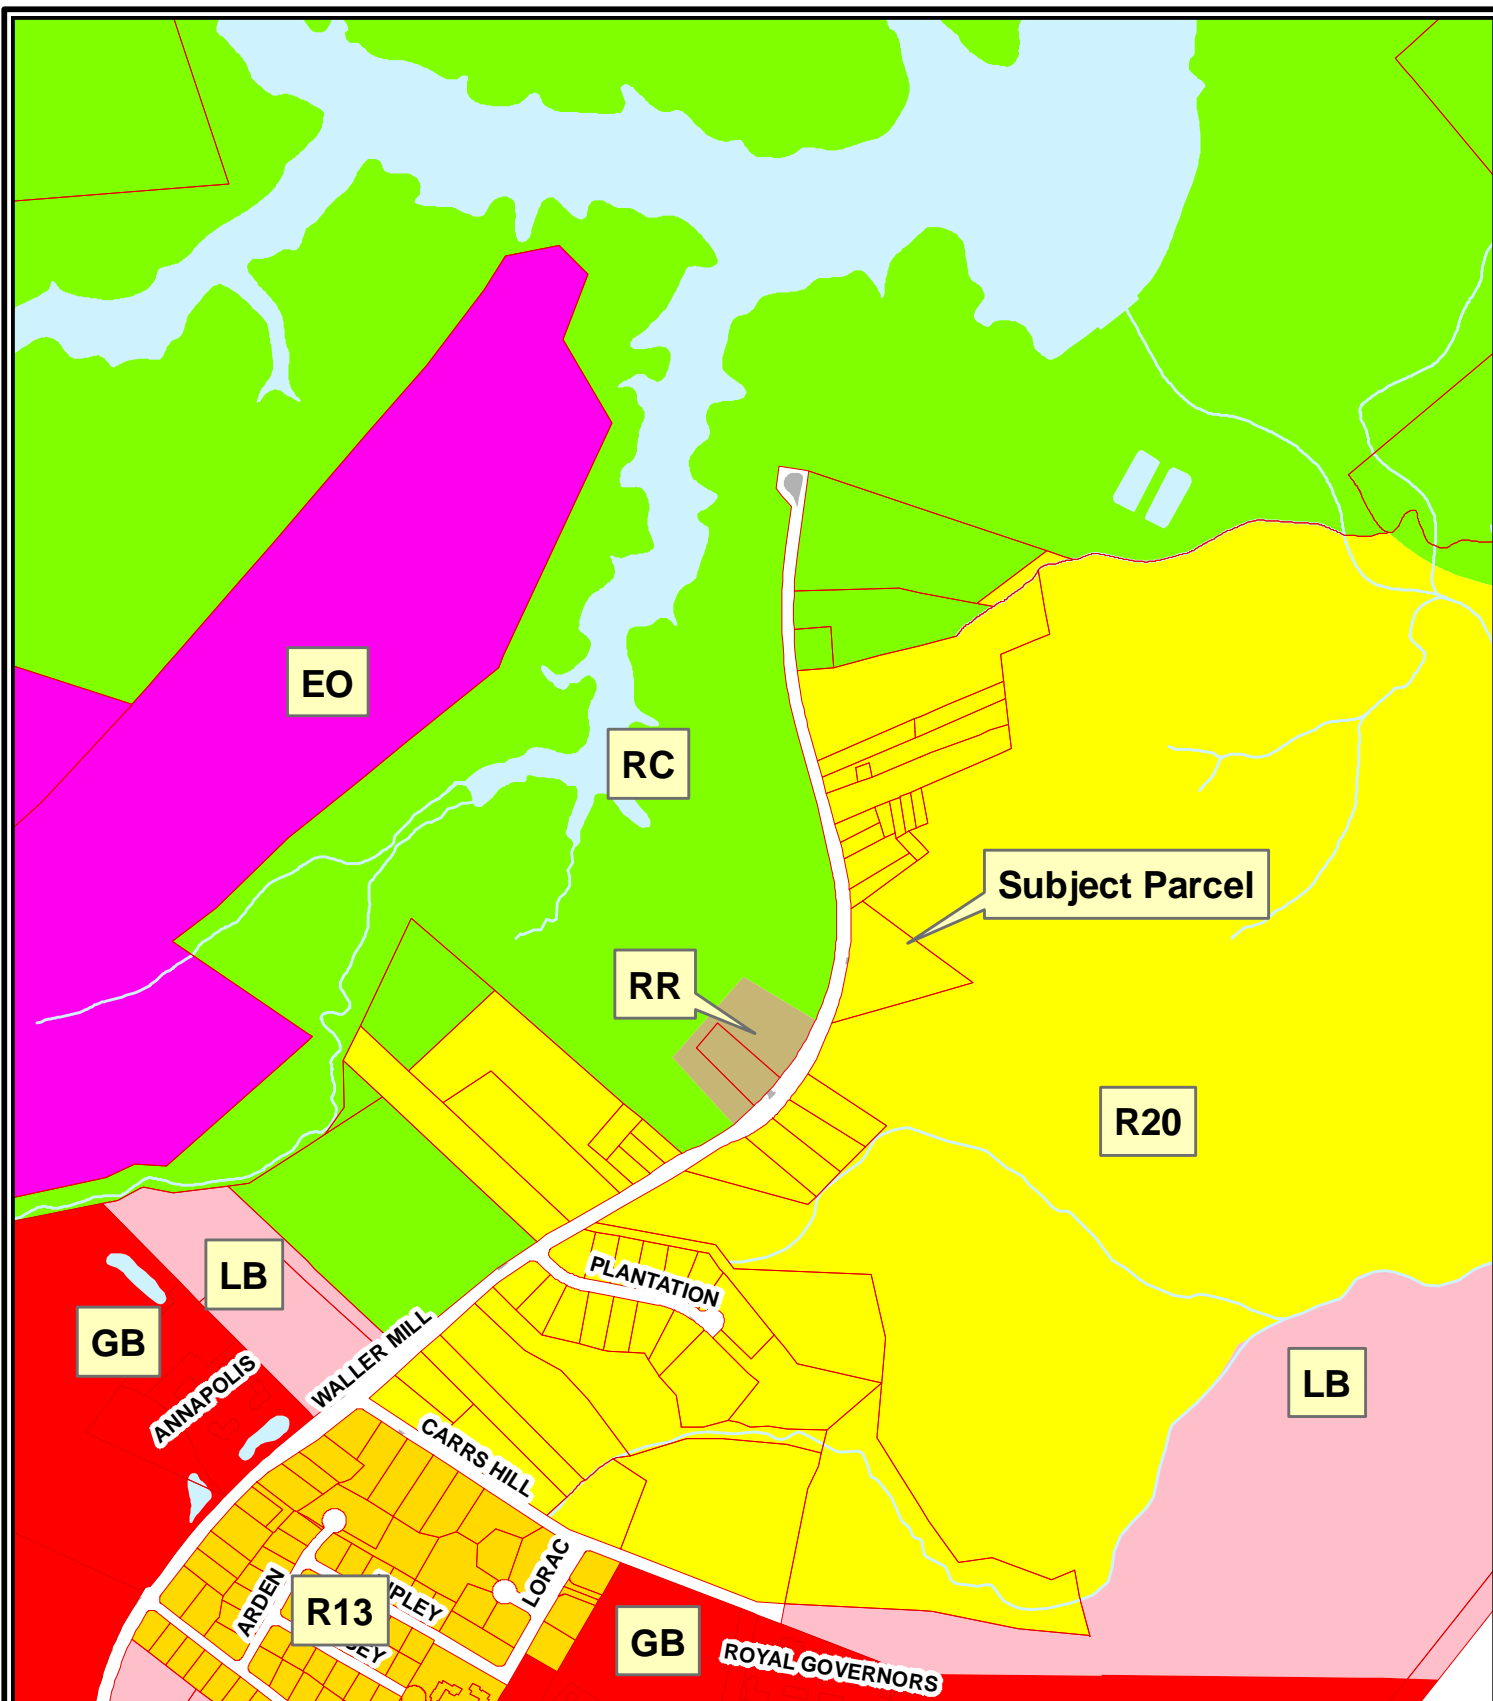 EO
RC
Subject Parcel
RR
R20
LB
PLANTATION
GB
WALLER MILL
LB
ANNAPOLIS
CARRS HILL
LORAC
ARDEN
R13
GB
ROYAL GOVERNORS